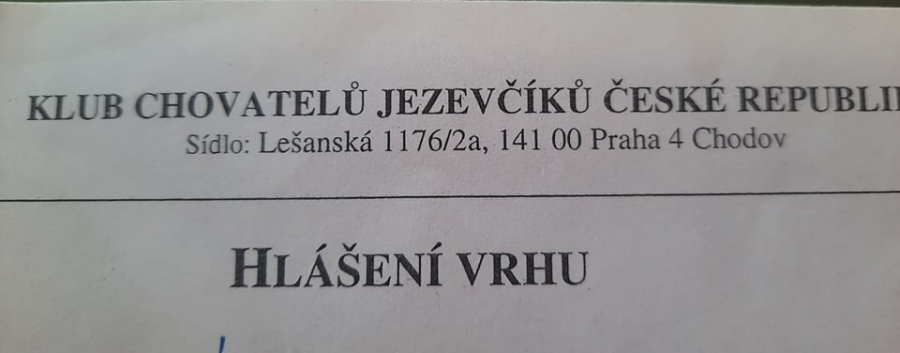 KLUB CHOVATELŮ JEZEVČÍKŮ ČESKÉ
Sídlo: Lešanská 1176/2a, 141 00 Praha 4 Chodov
HLÁŠENÍ VRHU